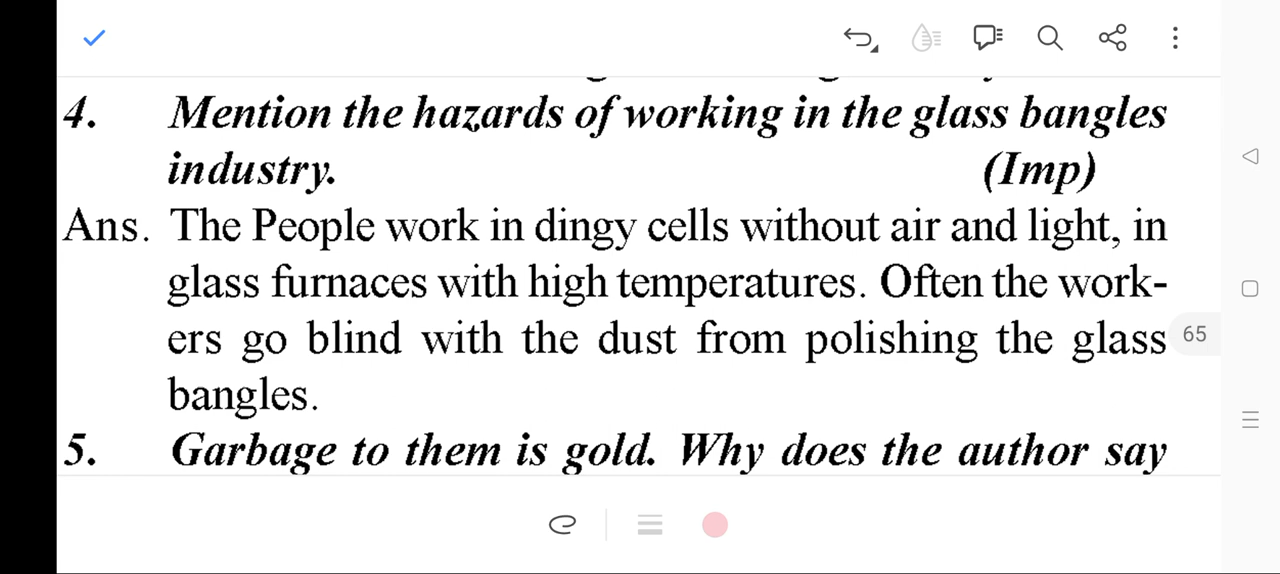 4. Mention the hazards of working in the glass bangles
industry. (Imp)
Ans. The People work in dingy cells without air and light, in
glass furnaces with high temperatures. Often the work-
ers go blind with the dust from polishing the glass
65
bangles.
5. Garbage to them is gold. Why does the author say